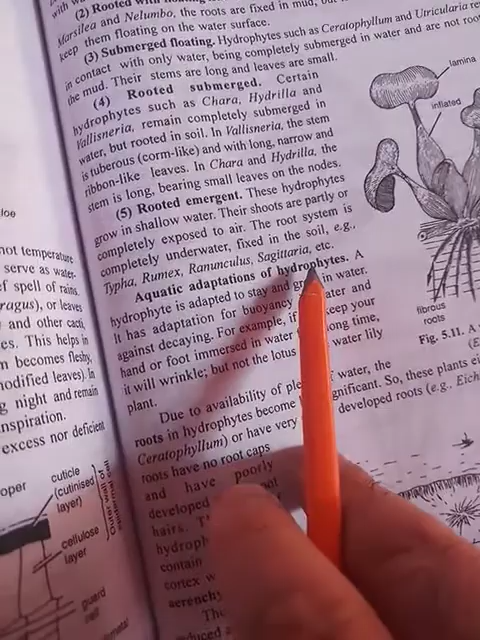 with w
(2) Rooted with floating
Marsilea and Nelumbo, the roots are fixed in mud, but
keep them floating on the water surface.
(3) Submerged floating. Hydrophytes such as Ceratophyllum and Utricularia
in contact with only water, being completely submerged in water and are not
the mud. Their stems are long and leaves are small.
(4) Rooted submerged. Certain
hydrophytes such as Chara, Hydrilla and
Vallisneria, remain completely submerged in
water, but rooted in soil. In Vallisneria, the stem
is tuberous (corm-like) and with long, narrow and
ribbon-like leaves. In Chara and Hydrilla, the
stem is long, bearing small leaves on the nodes.
(5) Rooted emergent. These hydrophytes
grow in shallow water. Their shoots are partly or
completely exposed to air. The root system is
completely underwater, fixed in the soil, e.g.,
Typha, Rumex, Ranunculus, Sagittaria, etc.
Aquatic adaptations of hydrophytes. A
hydrophyte is adapted to stay and in water.
It has adaptation for buoyancy and
against decaying. For example, if keep your
hand or foot immersed in water long time,
it will wrinkle; but not the lotus water lily
plant.
Due to availability of water, the
roots in hydrophytes become So, these plants
Ceratophyllum) or have very developed roots (e.g.,
roots have no root caps
and have poorly
developed
hairs.
hydroph
contain
cortex w
aerenchy
The
lamina
inflated
fibrous
roots
Fig. 5.11. A
loe
not temperature
serve as water-
ef spell of rains.
ragus), or leaves
and other cacti,
es. This helps in
n becomes fleshy,
modified leaves). In
g night and remain
nspiration.
excess nor deficient
oper
cuticle
(cutinised
layer)
cellulose
layer
guard
cell